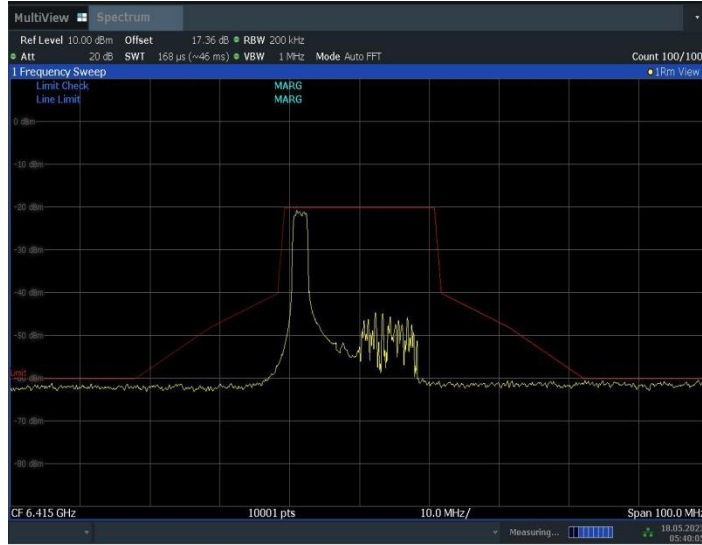 MultiView Spectrum
Ref Level 10.00 dBm Offset 17.36 dB RBW 200 kHz
Att 20 dB SWT 168 µs (~46 ms) VBW 1 MHz Mode Auto FFT Count 100/100
1 Frequency Sweep 1Rm View
Limit Check MARG
Line Limit MARG
0 dBm
-10 dBm
-20 dBm
-30 dBm
-40 dBm
-50 dBm
-60 dBm
-70 dBm
-80 dBm
CF 6.415 GHz 10001 pts 10.0 MHz/ Span 100.0 MHz
Measuring...